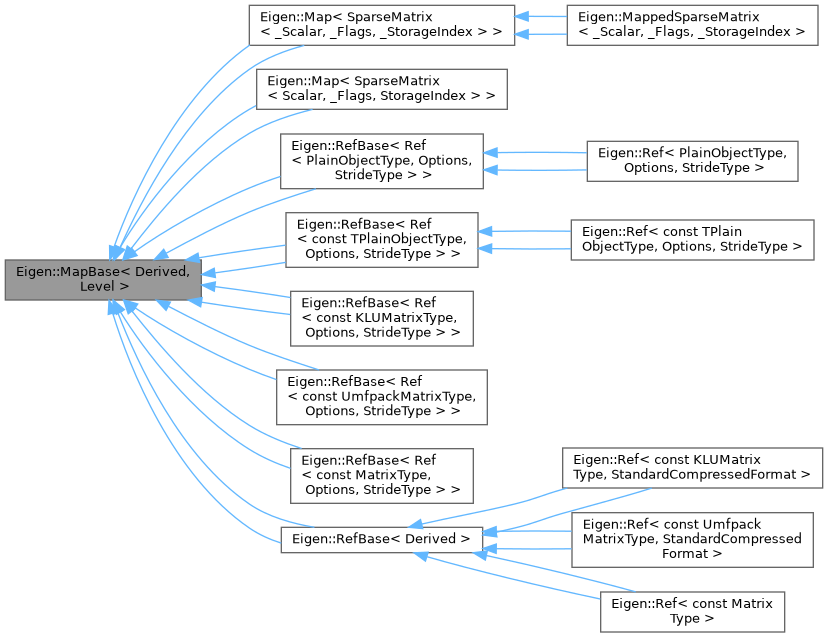 Eigen::Map< SparseMatrix
< _Scalar, _Flags, _StorageIndex > >
Eigen::MappedSparseMatrix
< _Scalar, _Flags, _StorageIndex >
Eigen::Map< SparseMatrix
< Scalar, _Flags, StorageIndex > >
Eigen::RefBase< Ref
< PlainObjectType, Options,
StrideType > >
Eigen::Ref< PlainObjectType,
Options, StrideType >
Eigen::RefBase< Ref
< const TPlainObjectType,
Options, StrideType > >
Eigen::Ref< const TPlain
ObjectType, Options, StrideType >
Eigen::MapBase< Derived,
Level >
Eigen::RefBase< Ref
< const KLUMatrixType,
Options, StrideType > >
Eigen::RefBase< Ref
< const UmfpackMatrixType,
Options, StrideType > >
Eigen::RefBase< Ref
< const MatrixType,
Options, StrideType > >
Eigen::Ref< const KLUMatrix
Type, StandardCompressedFormat >
Eigen::RefBase< Derived >
Eigen::Ref< const Umfpack
MatrixType, StandardCompressed
Format >
Eigen::Ref< const Matrix
Type >